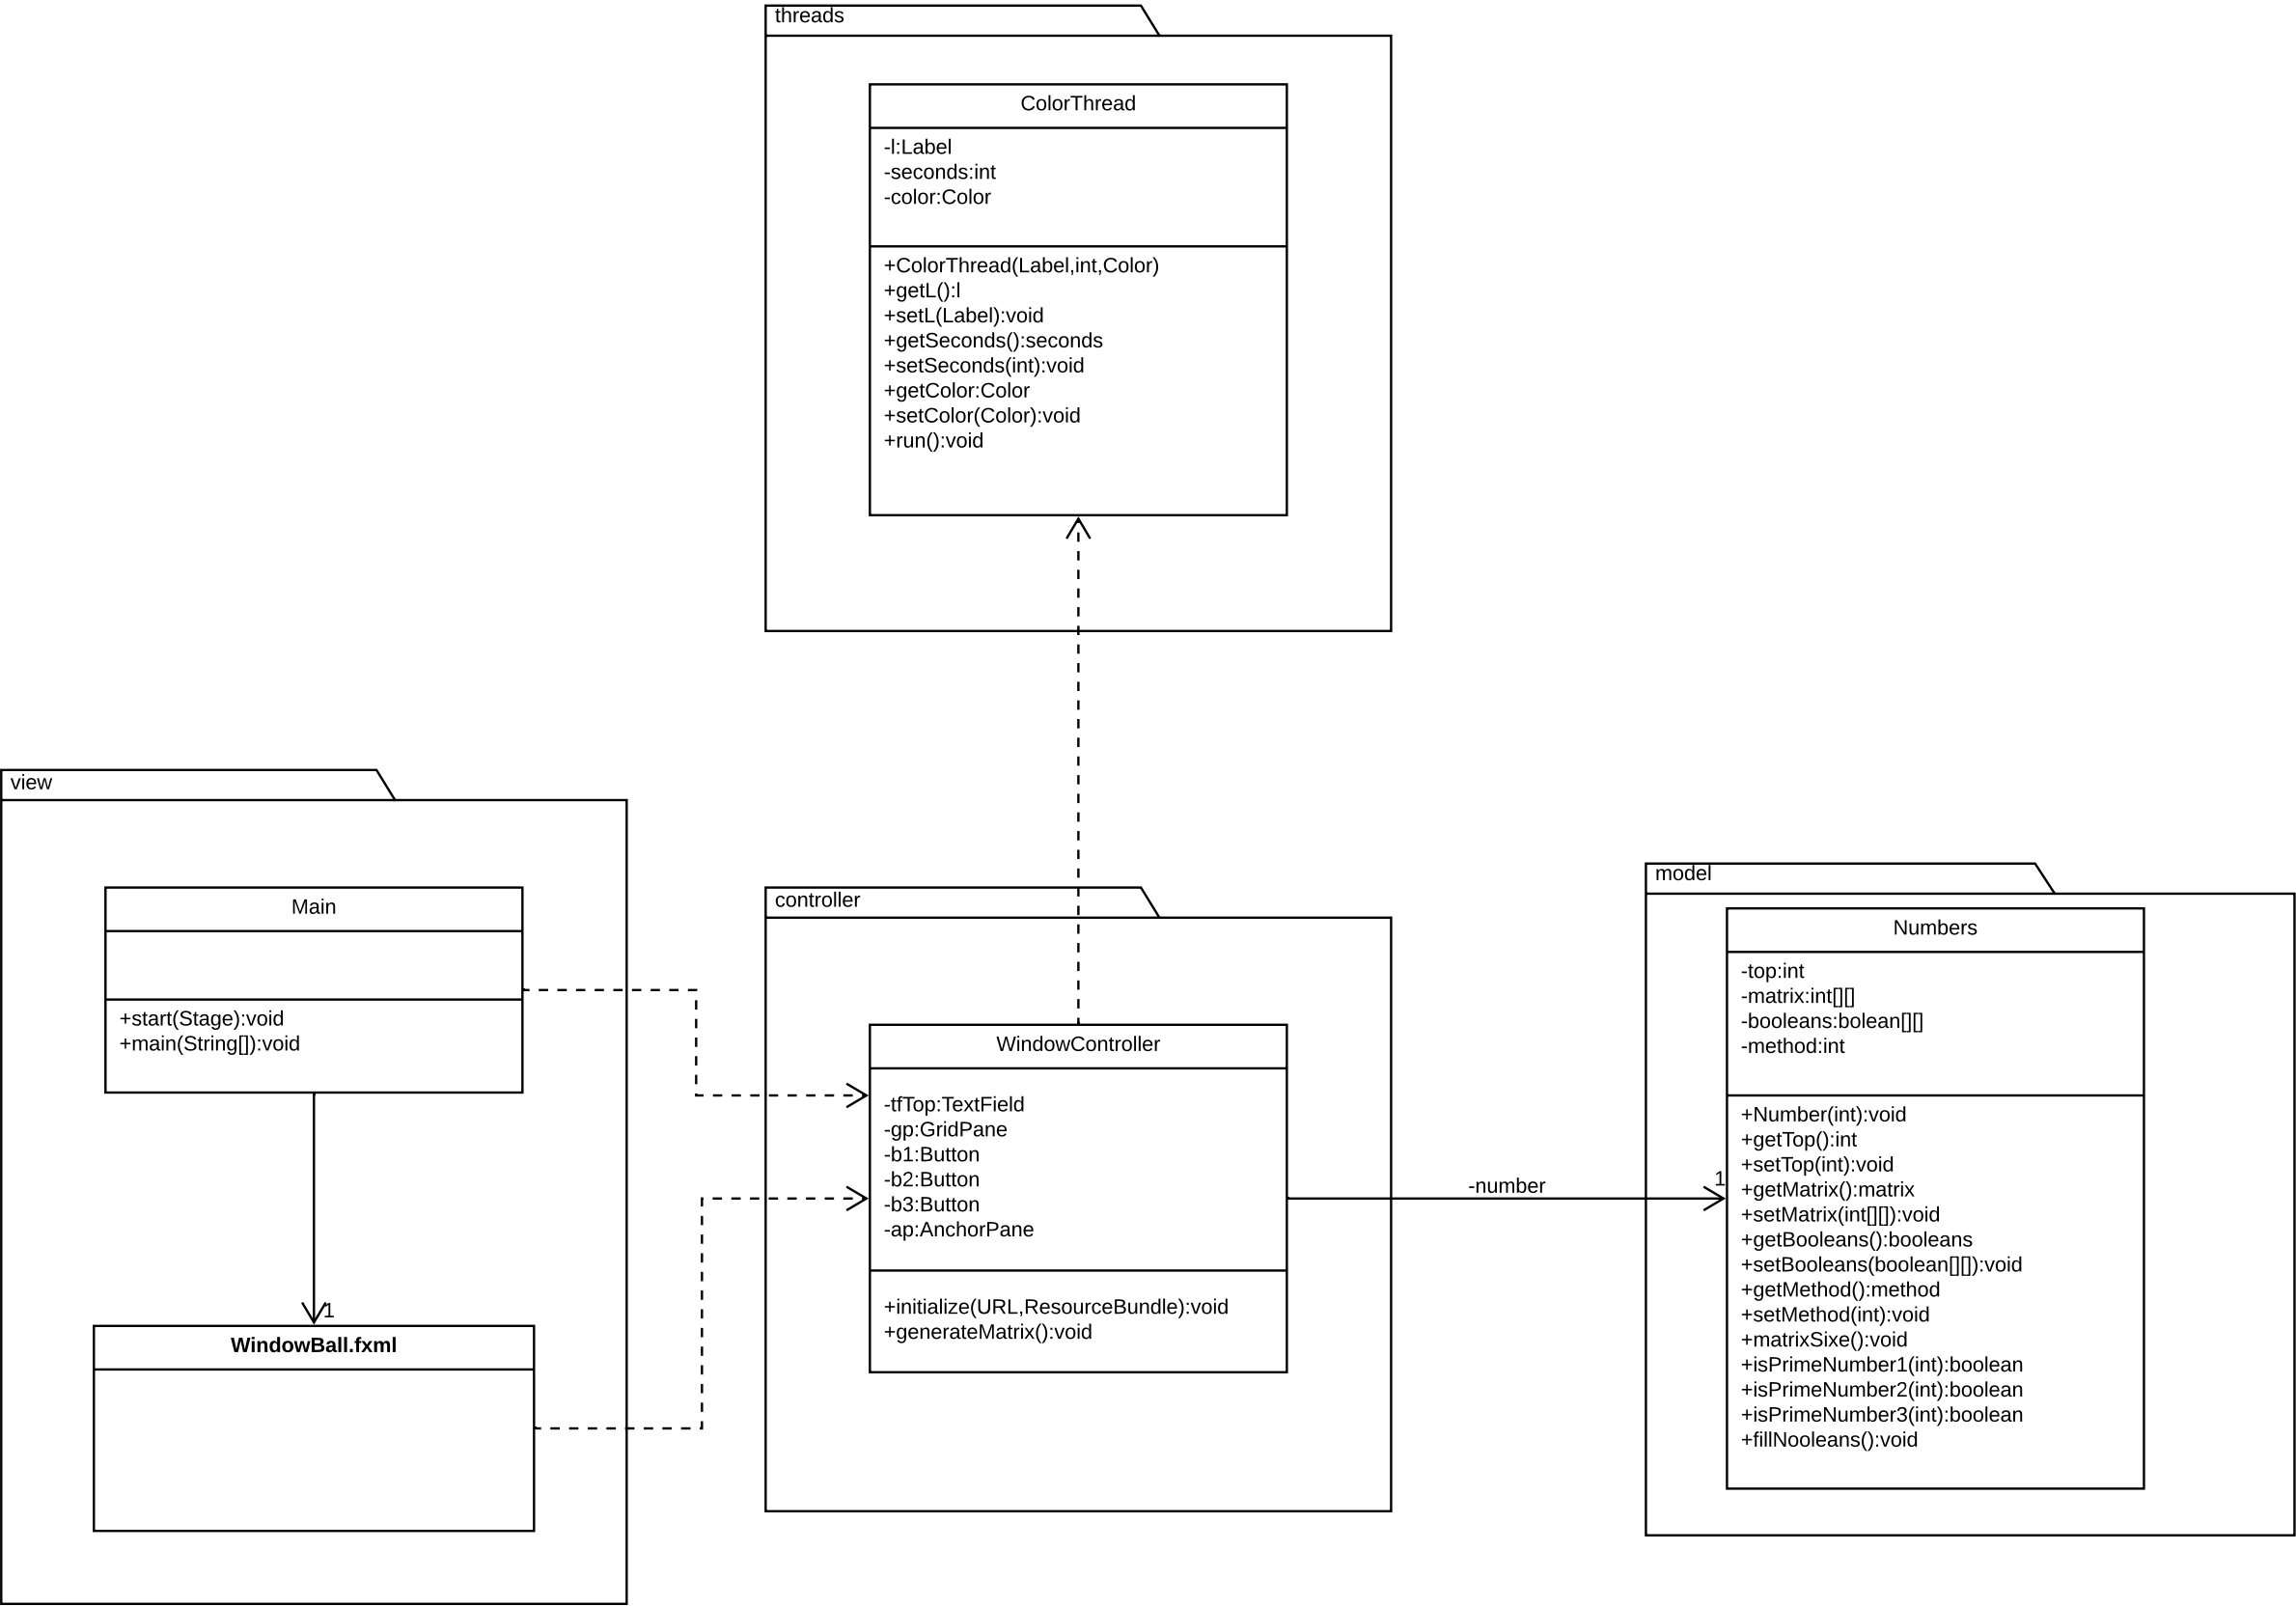 threads
ColorThread
-l:Label
-seconds:int
-color:Color
+ColorThread(Label,int,Color)
+getL():l
+setL(Label):void
+getSeconds():seconds
+setSeconds(int):void
+getColor:Color
+setColor(Color):void
+run():void
view
Main
+start(Stage):void
+main(String[]):void
1
WindowBall.fxml
controller
WindowController
-tfTop:TextField
-gp:GridPane
-b1:Button
-b2:Button
-b3:Button
-ap:AnchorPane
+initialize(URL,ResourceBundle):void
+generateMatrix():void
-number
1
model
Numbers
-top:int
-matrix:int[][]
-booleans:bolean[][]
-method:int
+Number(int):void
+getTop():int
+setTop(int):void
+getMatrix():matrix
+setMatrix(int[][]):void
+getBooleans():booleans
+setBooleans(boolean[][]):void
+getMethod():method
+setMethod(int):void
+matrixSixe():void
+isPrimeNumber1(int):boolean
+isPrimeNumber2(int):boolean
+isPrimeNumber3(int):boolean
+fillNooleans():void